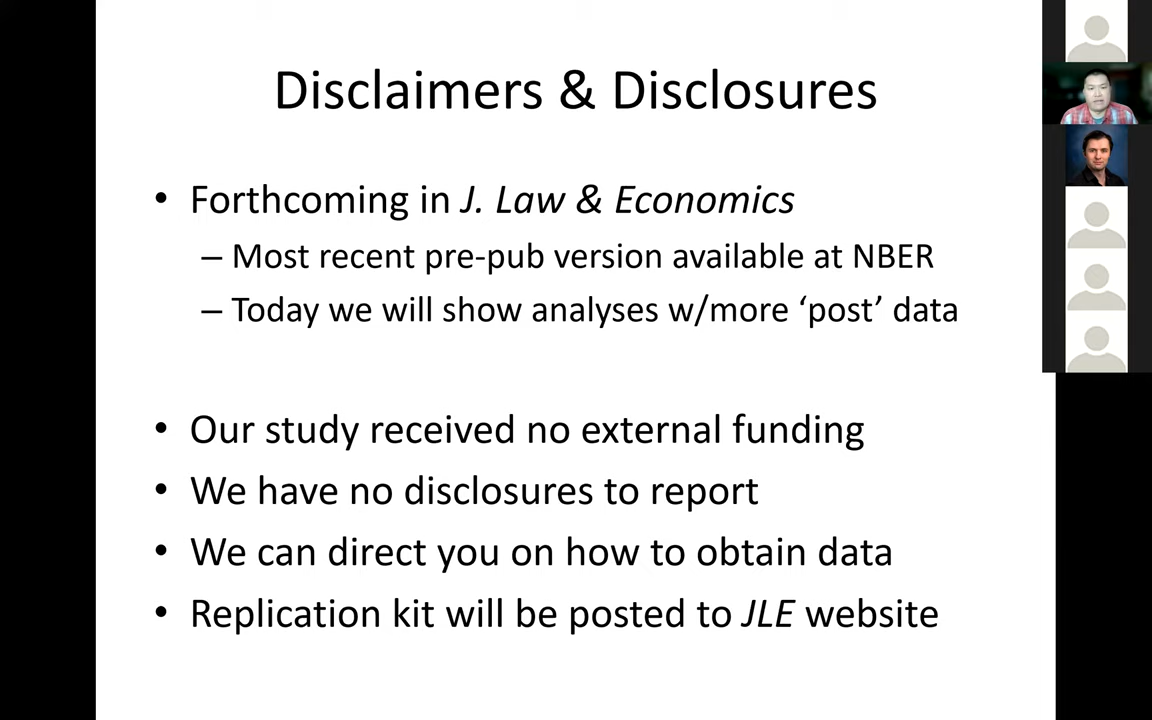 Disclaimers & Disclosures
• Forthcoming in J. Law & Economics
– Most recent pre-pub version available at NBER
– Today we will show analyses w/more ‘post’ data
• Our study received no external funding
• We have no disclosures to report
• We can direct you on how to obtain data
• Replication kit will be posted to JLE website